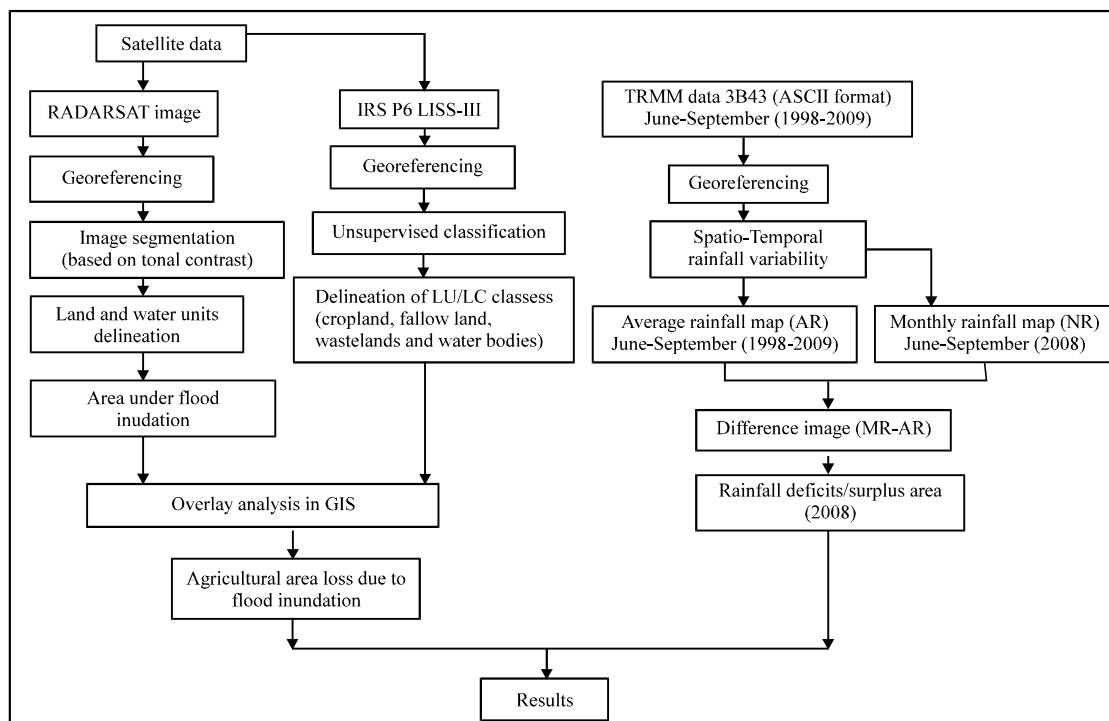 Satellite data
RADARSAT image
Georeferencing
Image segmentation
(based on tonal contrast)
Land and water units
delineation
Area under flood
inudation
IRS P6 LISS-III
Georeferencing
Unsupervised classification
Delineation of LU/LC classess
(cropland, fallow land,
wastelands and water bodies)
Overlay analysis in GIS
Agricultural area loss due to
flood inundation
TRMM data 3B43 (ASCII format)
June-September (1998-2009)
Georeferencing
Spatio-Temporal
rainfall variability
Average rainfall map (AR)
June-September (1998-2009)
Monthly rainfall map (NR)
June-September (2008)
Difference image (MR-AR)
Rainfall deficits/surplus area
(2008)
Results